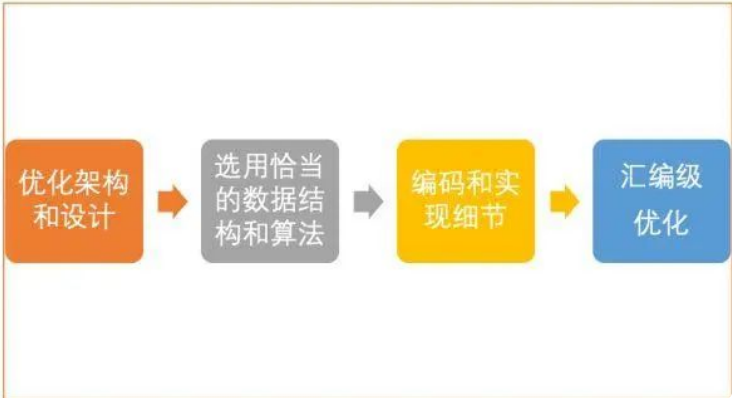 优化架构
和设计
选用恰当
的数据结
构和算法
编码和实
现细节
汇编级
优化